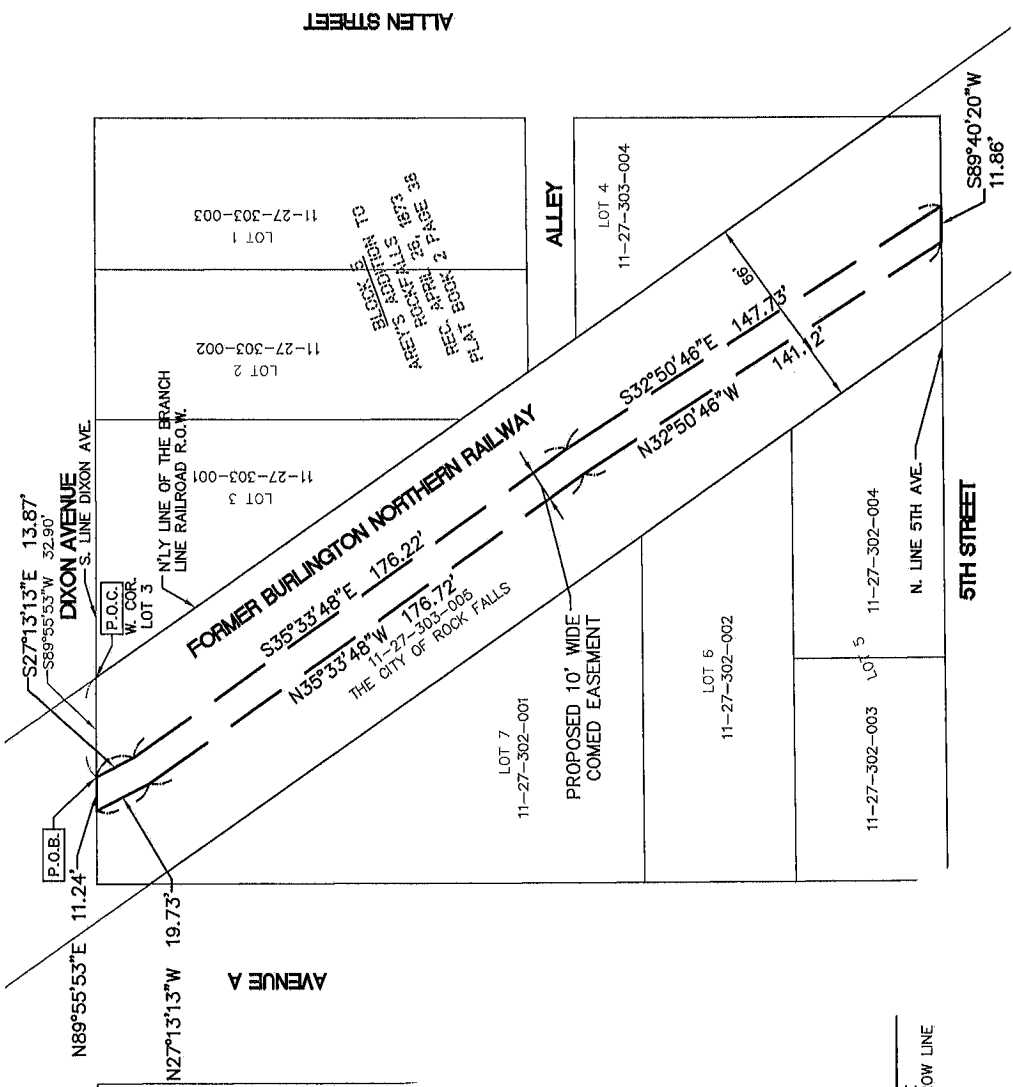 ALLEN STREET
S27°13'13"E 13.87'
S89°55'53"W 32.90'
DIXON AVENUE
S. LINE DIXON AVE.
P.O.C.
W. COR.
LOT 3
N'LY LINE OF THE BRANCH
LINE RAILROAD R.O.W.
P.O.B.
N89°55'53"E 11.24'
N27°13'13"W 19.73'
LOT 3
11-27-303-001
LOT 2
11-27-303-002
LOT 1
11-27-303-003
BLOCK 5
AREY'S ADDITION TO
ROCKFALLS
REC. APRIL 26, 1873
PLAT BOOK 2 PAGE 38
ALLEY
LOT 4
11-27-303-004
FORMER BURLINGTON NORTHERN RAILWAY
S35°33'48"E 176.22'
N35°33'48"W 176.72'
11-27-303-005
THE CITY OF ROCK FALLS
S32°50'46"E 147.73'
N32°50'46"W 141.12'
66'
S89°40'20"W
11.86'
PROPOSED 10' WIDE
COMED EASEMENT
LOT 7
11-27-302-001
LOT 6
11-27-302-002
11-27-302-003
LOT 5
11-27-302-004
N. LINE 5TH AVE.
5TH STREET
AVENUE A
OW LINE